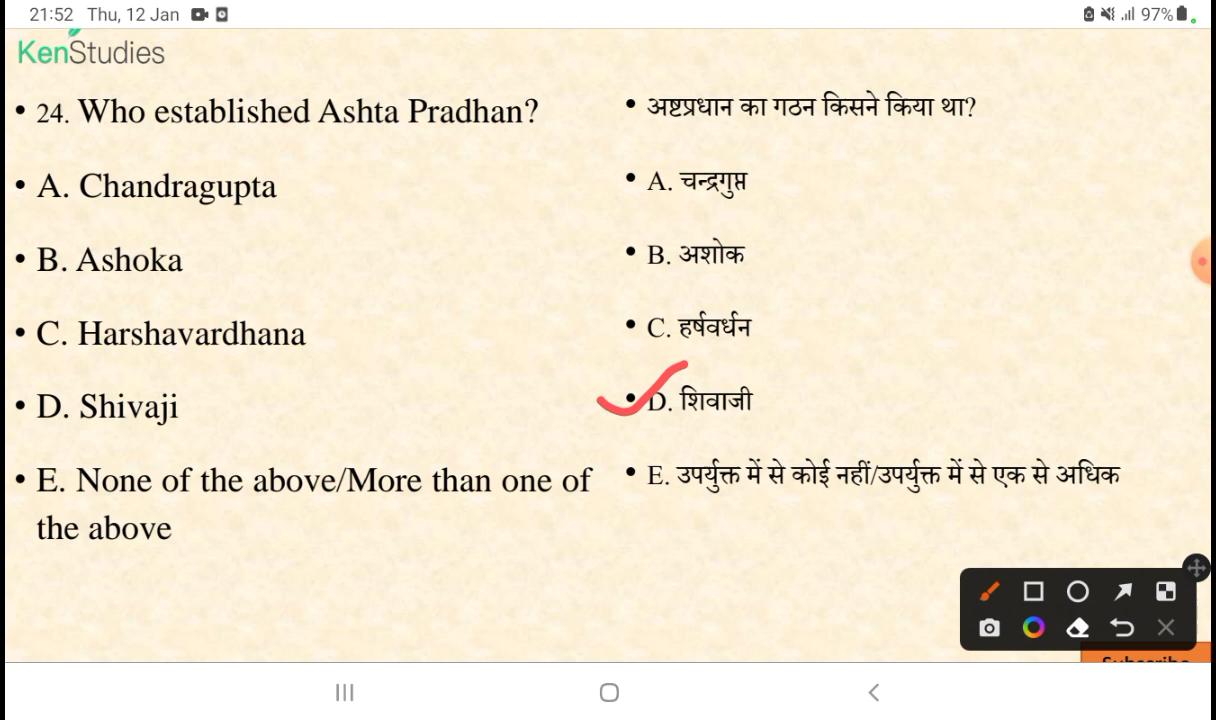 21:52 Thu, 12 Jan 97%
KenStudies
• 24. Who established Ashta Pradhan?
• A. Chandragupta
• B. Ashoka
• C. Harshavardhana
• D. Shivaji
• E. None of the above/More than one of
the above
• अष्टप्रधान का गठन किसने किया था?
• A. चन्द्रगुप्त
• B. अशोक
• C. हर्षवर्धन
• D. शिवाजी
• E. उपर्युक्त में से कोई नहीं/उपर्युक्त में से एक से अधिक
Subscribe